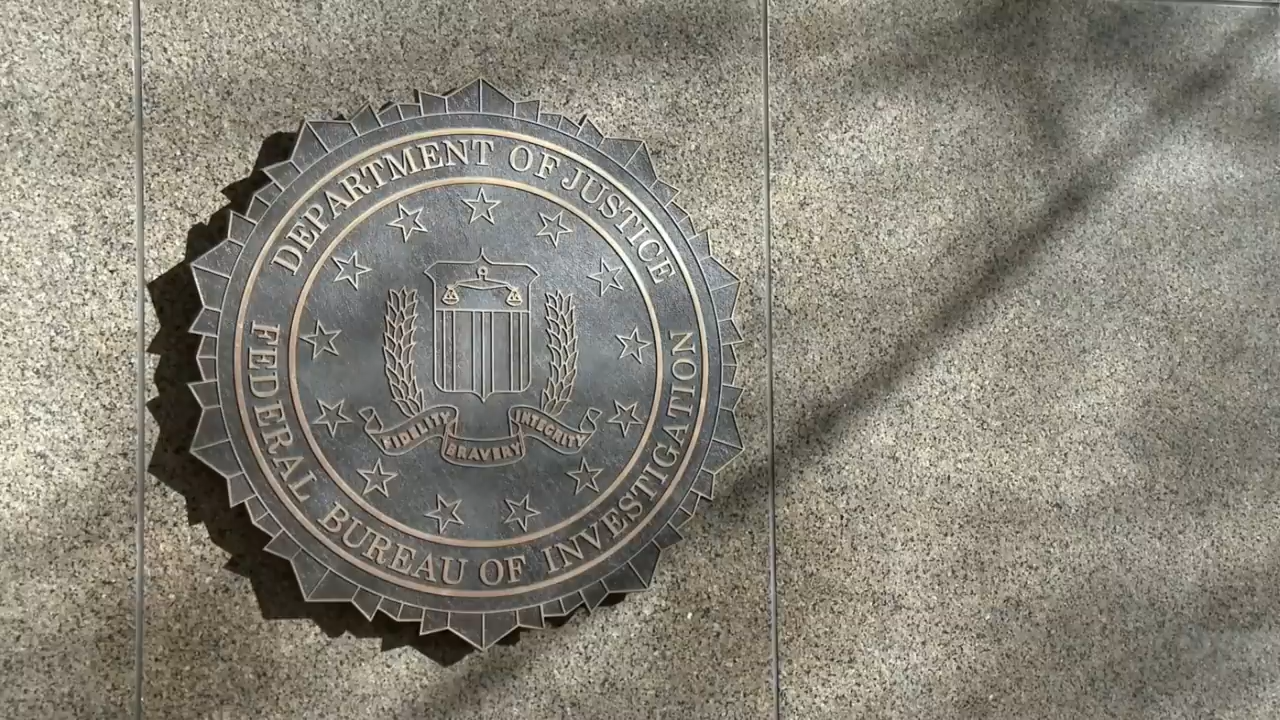 DEPARTMENT OF JUSTICE
FIDELITY
BRAVERY
INTEGRITY
FEDERAL BUREAU OF INVESTIGATION